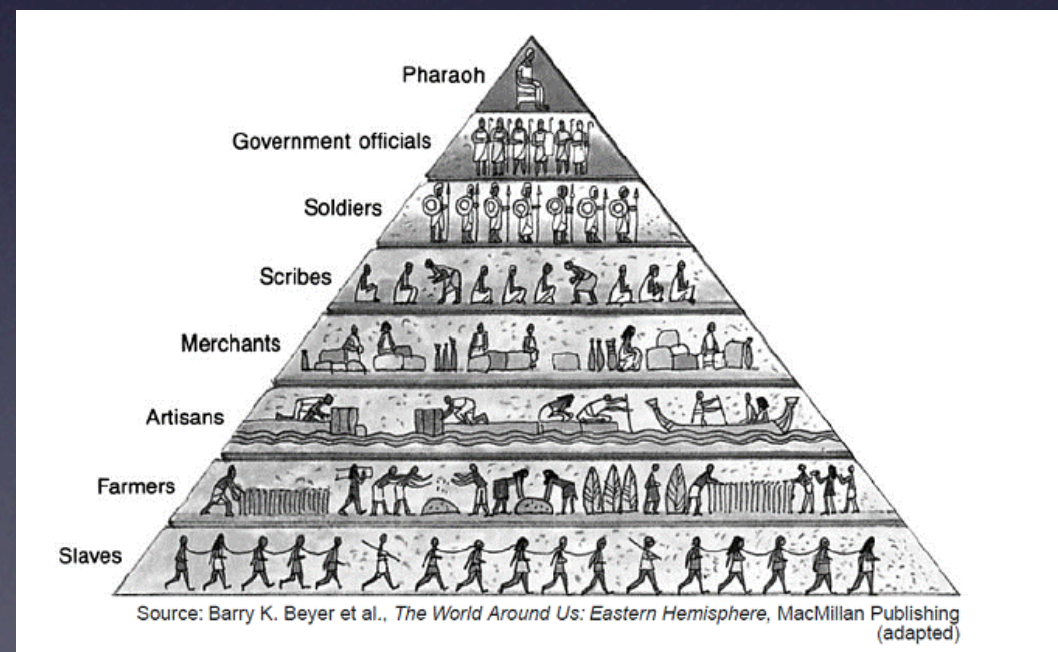 Pharaoh
Government officials
Soldiers
Scribes
Merchants
Artisans
Farmers
Slaves
Source: Barry K. Beyer et al., The World Around Us: Eastern Hemisphere, MacMillan Publishing
(adapted)